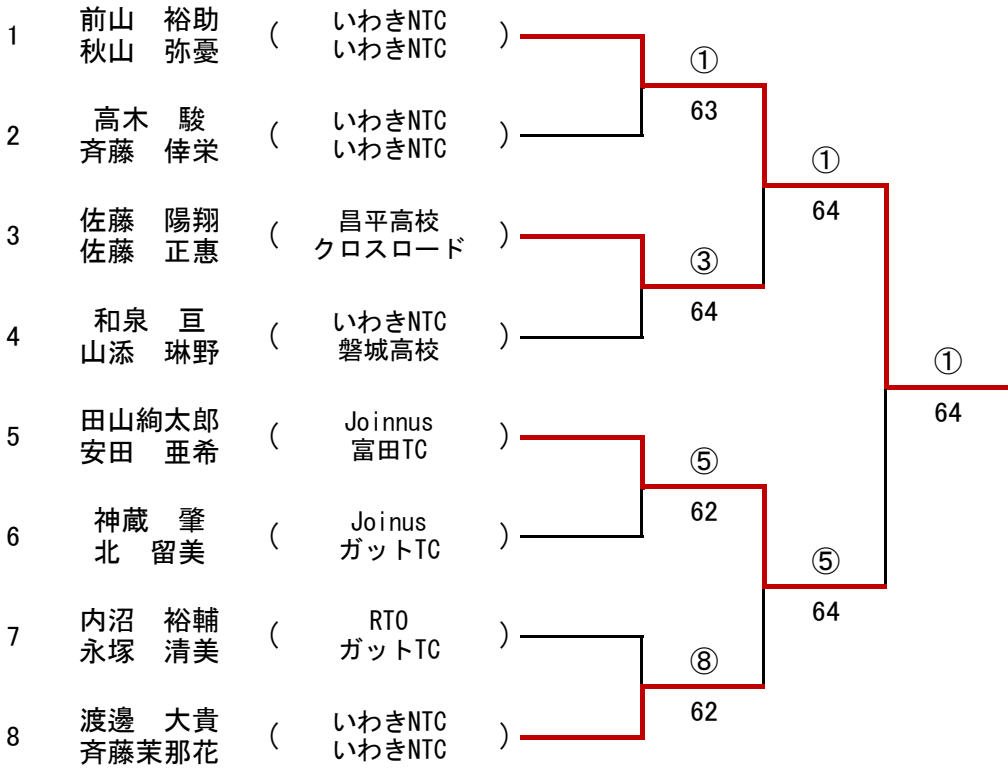 1 前山 裕助 ( いわきNTC )
秋山 弥憂 いわきNTC
①
63
2 高木 駿 ( いわきNTC )
斉藤 倖栄 いわきNTC
①
64
3 佐藤 陽翔 ( 昌平高校 )
佐藤 正惠 クロスロード
③
64
4 和泉 亘 ( いわきNTC )
山添 琳野 磐城高校
①
64
5 田山絢太郎 ( Joinnus )
安田 亜希 富田TC
⑤
62
6 神蔵 肇 ( Joinus )
北 留美 ガットTC
⑤
64
7 内沼 裕輔 ( RTO )
永塚 清美 ガットTC
⑧
62
8 渡邊 大貴 ( いわきNTC )
斉藤茉那花 いわきNTC